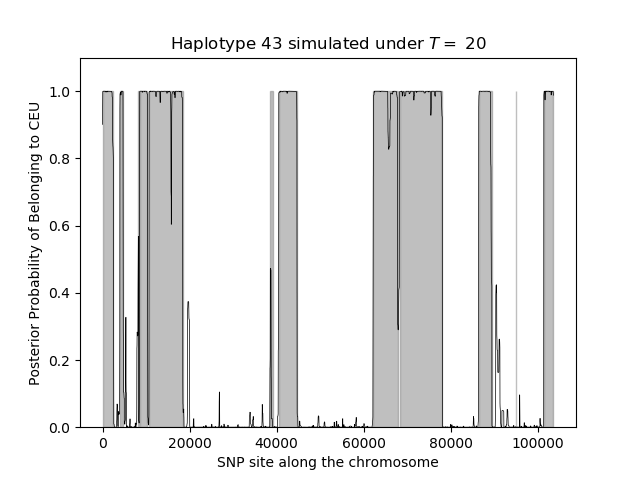 Haplotype 43 simulated under T = 20
Posterior Probability of Belonging to CEU
1.0
0.8
0.6
0.4
0.2
0.0
0 20000 40000 60000 80000 100000
SNP site along the chromosome